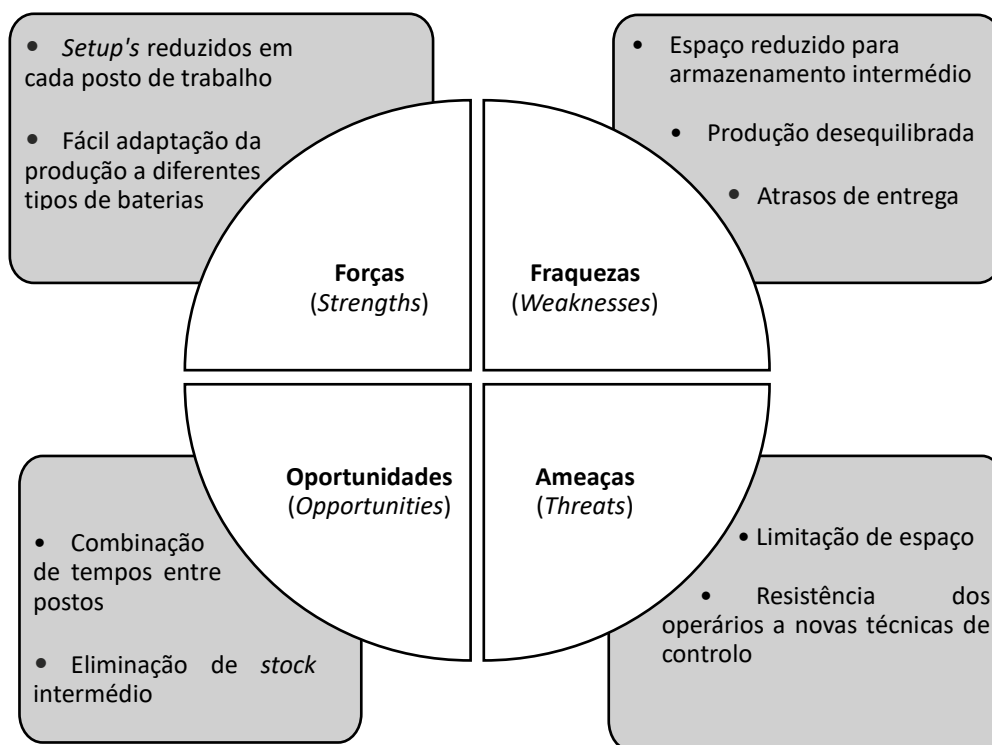 • Setup's reduzidos em
cada posto de trabalho
• Fácil adaptação da
produção a diferentes
tipos de baterias
• Espaço reduzido para
armazenamento intermédio
• Produção desequilibrada
• Atrasos de entrega
Forças
(Strengths)
Fraquezas
(Weaknesses)
Oportunidades
(Opportunities)
Ameaças
(Threats)
• Combinação
de tempos entre
postos
• Eliminação de stock
intermédio
• Limitação de espaço
• Resistência dos
operários a novas técnicas de
controlo